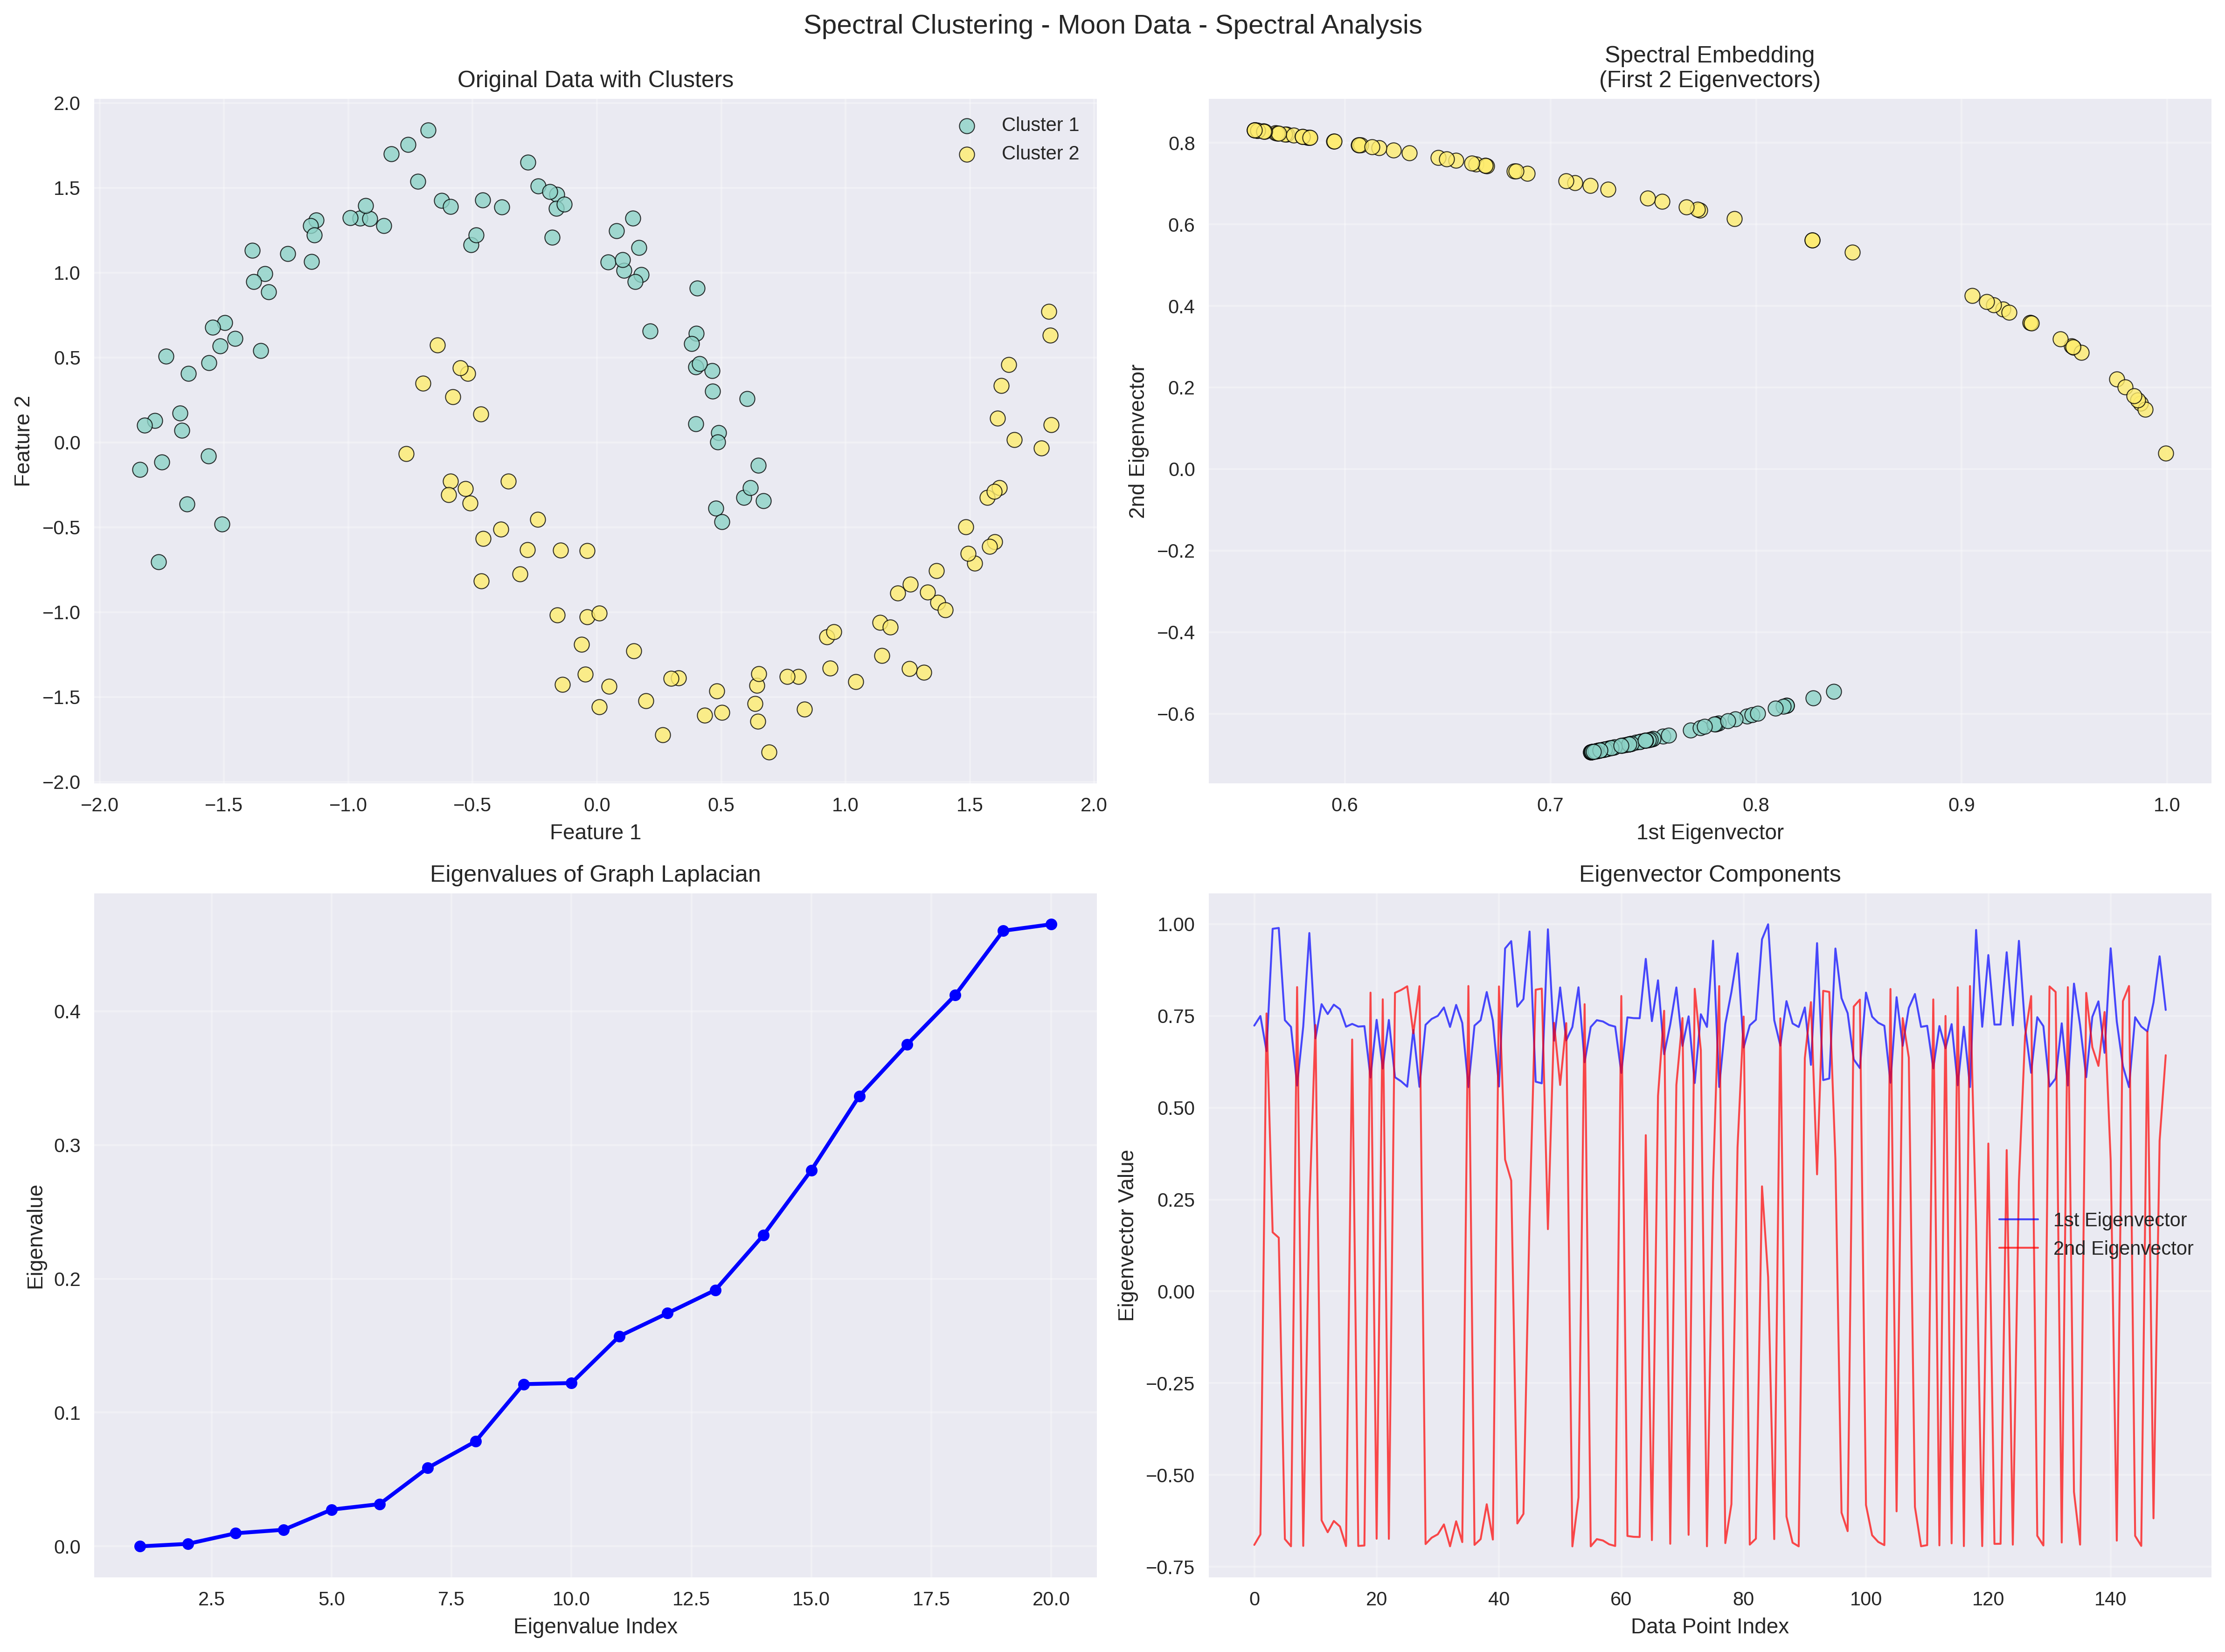 Spectral Clustering - Moon Data - Spectral Analysis
Original Data with Clusters
Cluster 1
Cluster 2
2.0
1.5
1.0
0.5
0.0
−0.5
−1.0
−1.5
−2.0
Feature 2
−2.0 −1.5 −1.0 −0.5 0.0 0.5 1.0 1.5 2.0
Feature 1
Spectral Embedding
(First 2 Eigenvectors)
0.8
0.6
0.4
0.2
0.0
−0.2
−0.4
−0.6
2nd Eigenvector
0.6 0.7 0.8 0.9 1.0
1st Eigenvector
Eigenvalues of Graph Laplacian
0.4
0.3
0.2
0.1
0.0
Eigenvalue
2.5 5.0 7.5 10.0 12.5 15.0 17.5 20.0
Eigenvalue Index
Eigenvector Components
1.00
0.75
0.50
0.25
0.00
−0.25
−0.50
−0.75
Eigenvector Value
1st Eigenvector
2nd Eigenvector
0 20 40 60 80 100 120 140
Data Point Index